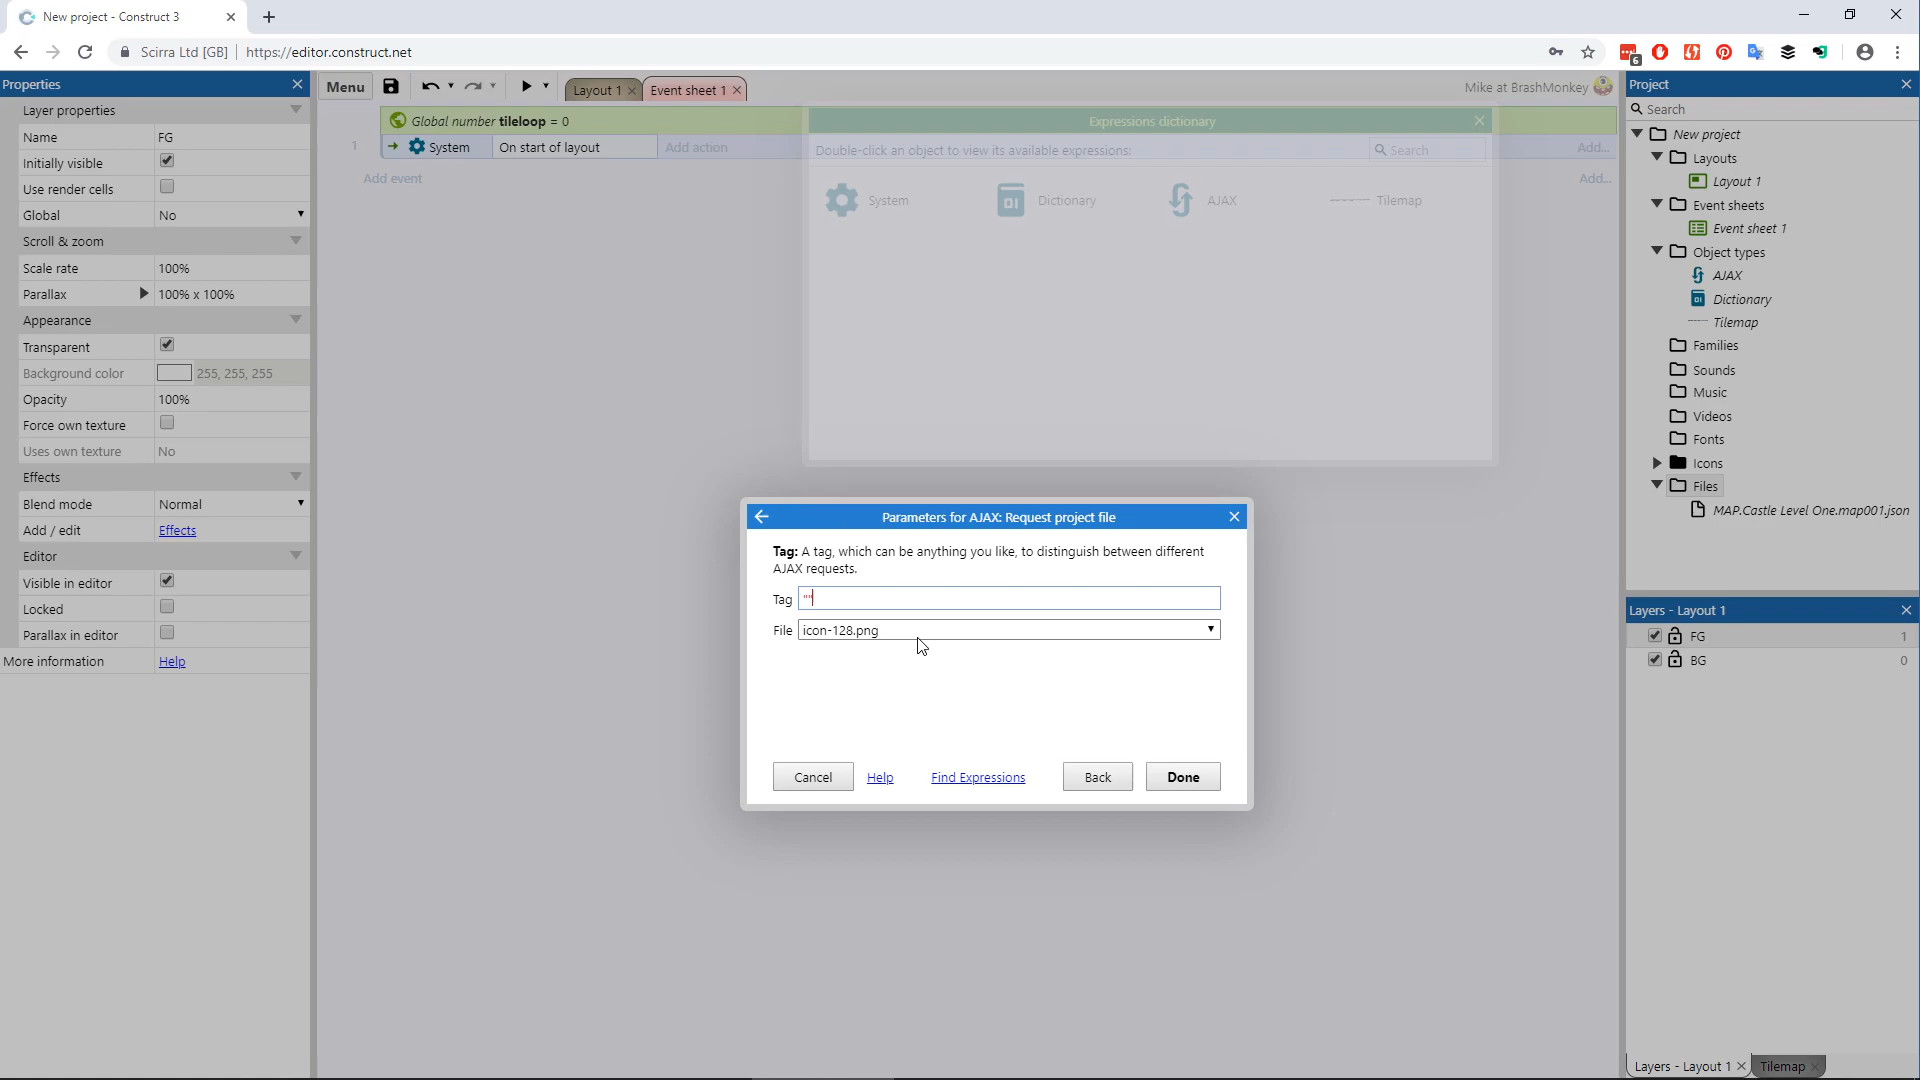 New project - Construct 3
Scirra Ltd [GB] https://editor.construct.net
6
Properties
Layer properties
Name FG
Initially visible
Use render cells
Global No
Scroll & zoom
Scale rate 100%
Parallax 100% x 100%
Appearance
Transparent
Background color 255, 255, 255
Opacity 100%
Force own texture
Uses own texture No
Effects
Blend mode Normal
Add / edit Effects
Editor
Visible in editor
Locked
Parallax in editor
More information Help
Menu
Layout 1
Event sheet 1
Mike at BrashMonkey
Global number tileloop = 0
1 System On start of layout Add action Add...
Add event Add...
Expressions dictionary
Double-click an object to view its available expressions: Search
System Dictionary AJAX Tilemap
Parameters for AJAX: Request project file
Tag: A tag, which can be anything you like, to distinguish between different
AJAX requests.
Tag ""
File icon-128.png
Cancel Help Find Expressions Back Done
Project
Search
New project
Layouts
Layout 1
Event sheets
Event sheet 1
Object types
AJAX
Dictionary
Tilemap
Families
Sounds
Music
Videos
Fonts
Icons
Files
MAP.Castle Level One.map001.json
Layers - Layout 1
FG 1
BG 0
Layers - Layout 1 Tilemap